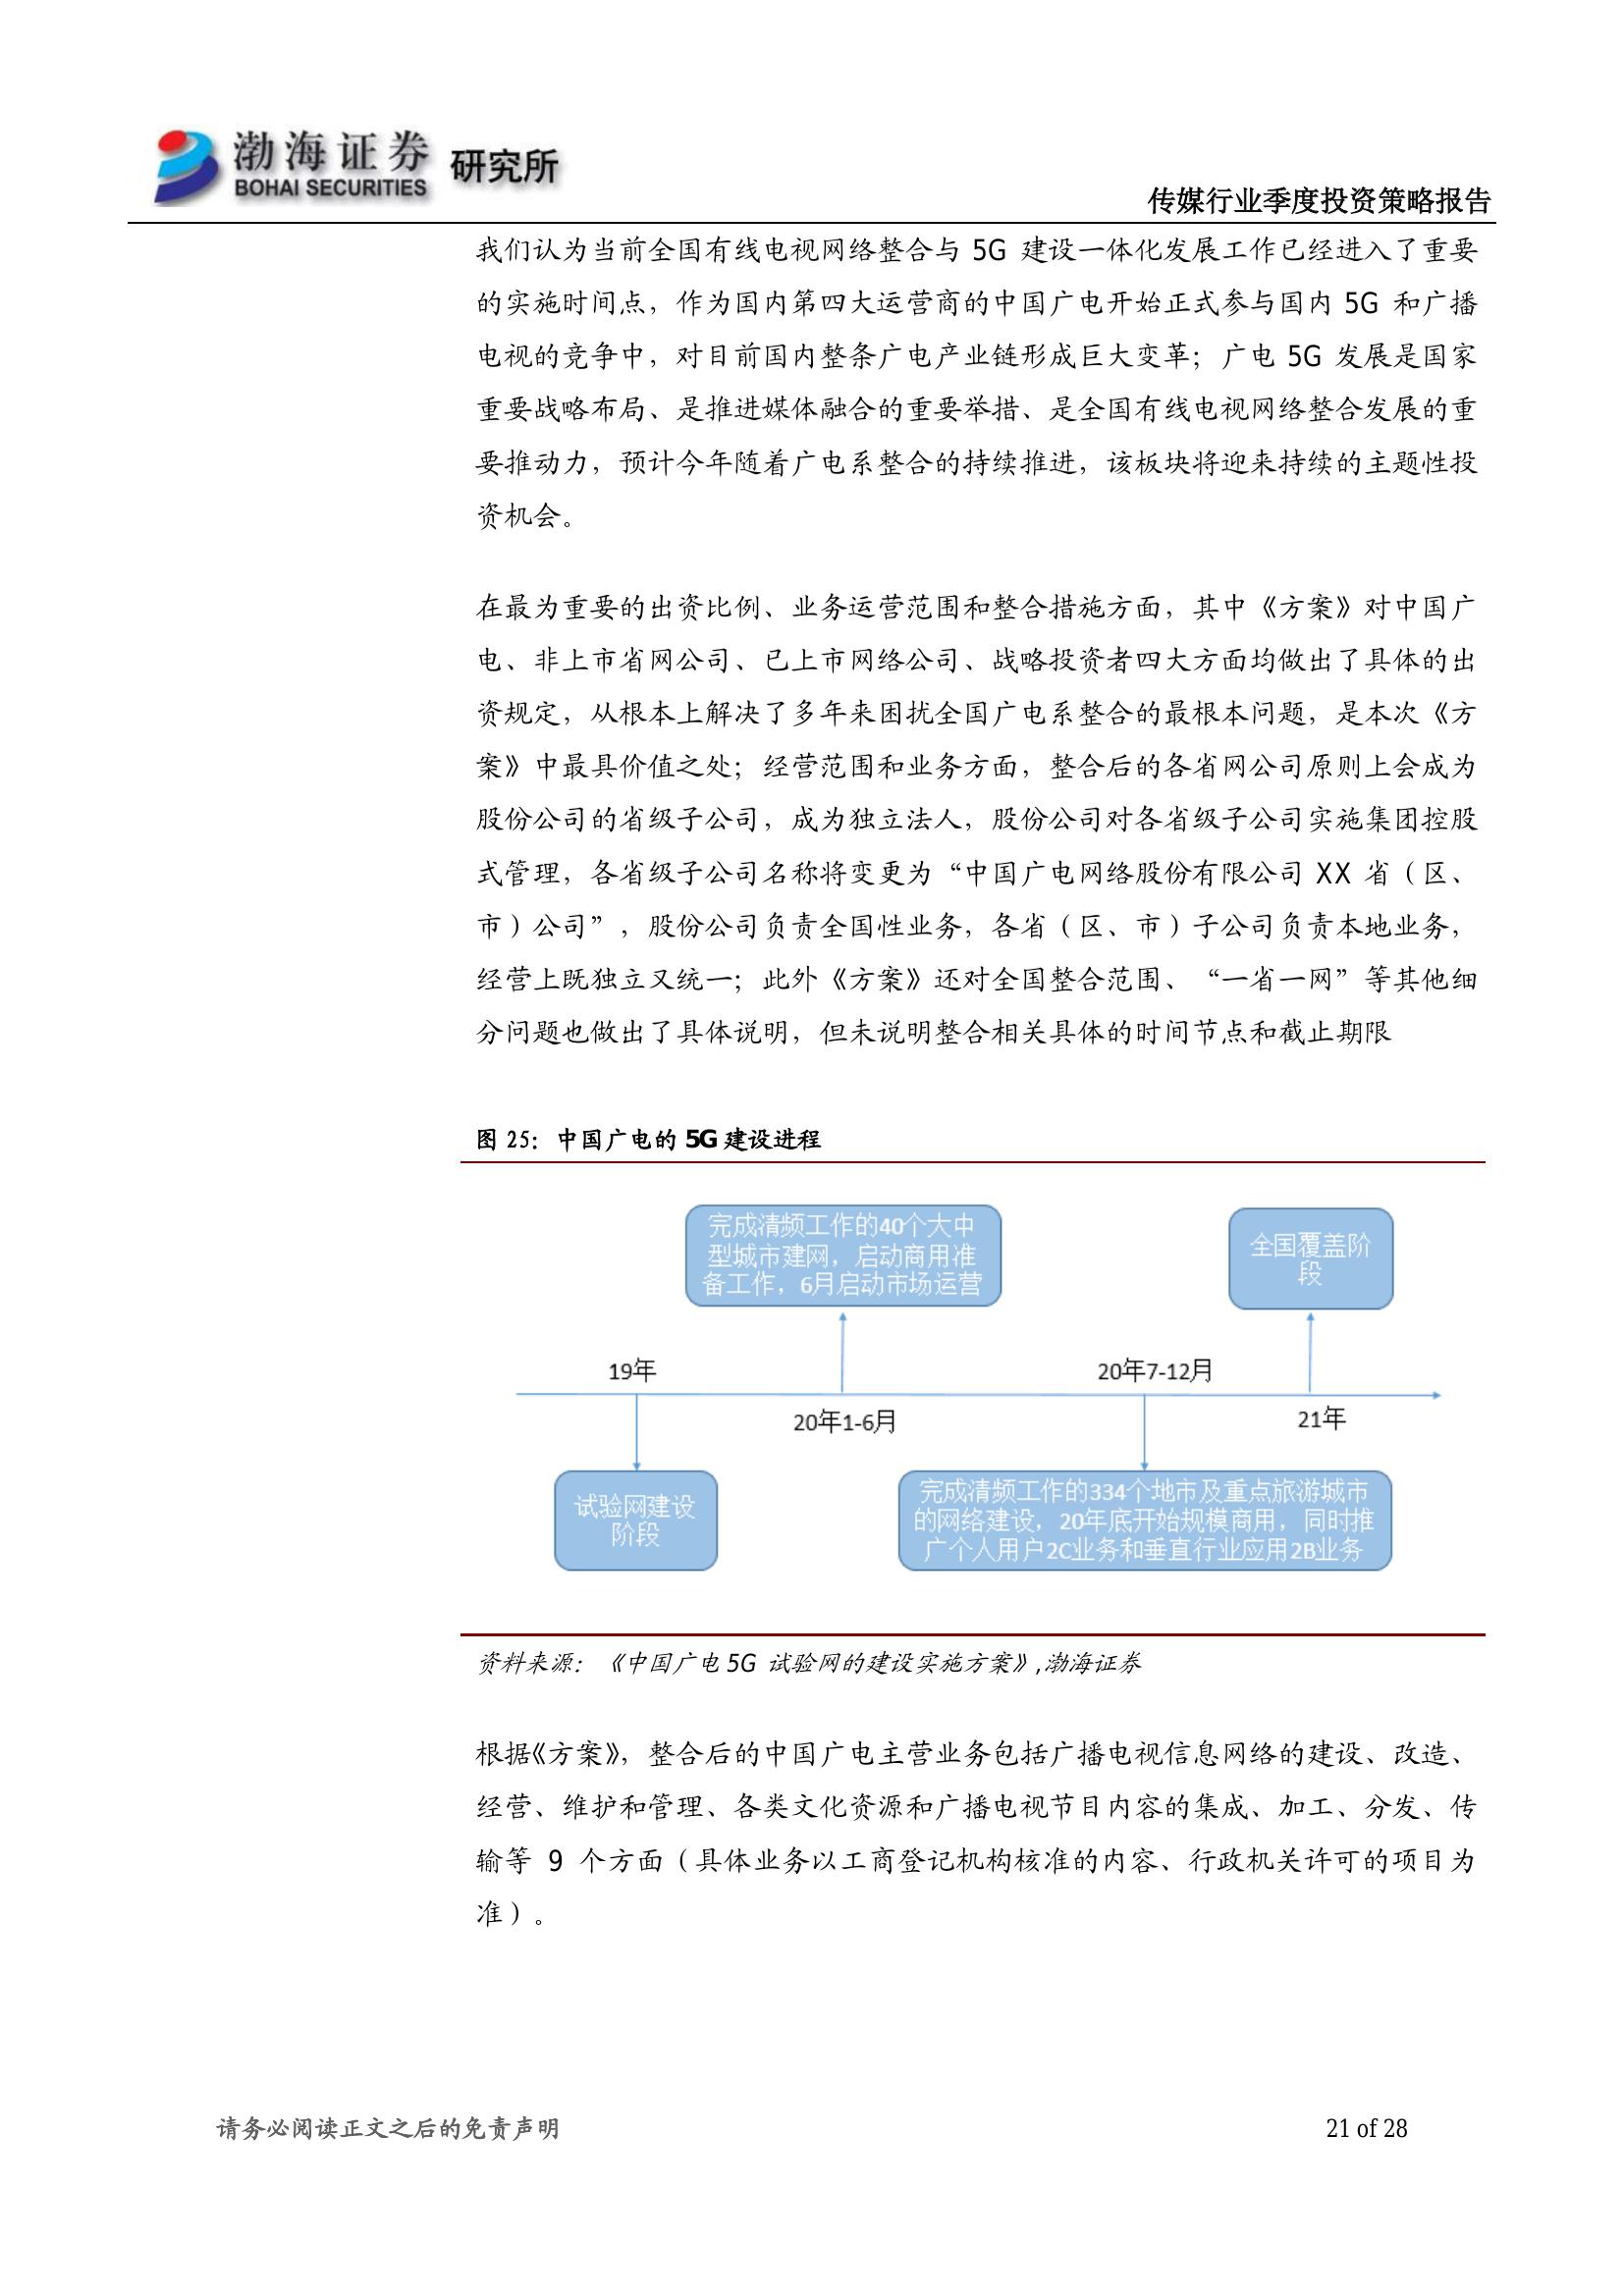 渤海证券 研究所
BOHAI SECURITIES
传媒行业季度投资策略报告
我们认为当前全国有线电视网络整合与 5G 建设一体化发展工作已经进入了重要
的实施时间点，作为国内第四大运营商的中国广电开始正式参与国内 5G 和广播
电视的竞争中，对目前国内整条广电产业链形成巨大变革；广电 5G 发展是国家
重要战略布局、是推进媒体融合的重要举措、是全国有线电视网络整合发展的重
要推动力，预计今年随着广电系整合的持续推进，该板块将迎来持续的主题性投
资机会。
在最为重要的出资比例、业务运营范围和整合措施方面，其中《方案》对中国广
电、非上市省网公司、已上市网络公司、战略投资者四大方面均做出了具体的出
资规定，从根本上解决了多年来困扰全国广电系整合的最根本问题，是本次《方
案》中最具价值之处；经营范围和业务方面，整合后的各省网公司原则上会成为
股份公司的省级子公司，成为独立法人，股份公司对各省级子公司实施集团控股
式管理，各省级子公司名称将变更为“中国广电网络股份有限公司 XX 省（区、
市）公司”，股份公司负责全国性业务，各省（区、市）子公司负责本地业务，
经营上既独立又统一；此外《方案》还对全国整合范围、“一省一网”等其他细
分问题也做出了具体说明，但未说明整合相关具体的时间节点和截止期限
图 25：中国广电的 5G 建设进程
完成清频工作的40个大中
型城市建网，启动商用准
备工作，6月启动市场运营
全国覆盖阶
段
19年
20年7-12月
20年1-6月
21年
试验网建设
阶段
完成清频工作的334个地市及重点旅游城市
的网络建设，20年底开始规模商用，同时推
广个人用户2C业务和垂直行业应用2B业务
资料来源：《中国广电 5G 试验网的建设实施方案》,渤海证券
根据《方案》，整合后的中国广电主营业务包括广播电视信息网络的建设、改造、
经营、维护和管理、各类文化资源和广播电视节目内容的集成、加工、分发、传
输等 9 个方面（具体业务以工商登记机构核准的内容、行政机关许可的项目为
准）。
请务必阅读正文之后的免责声明
21 of 28